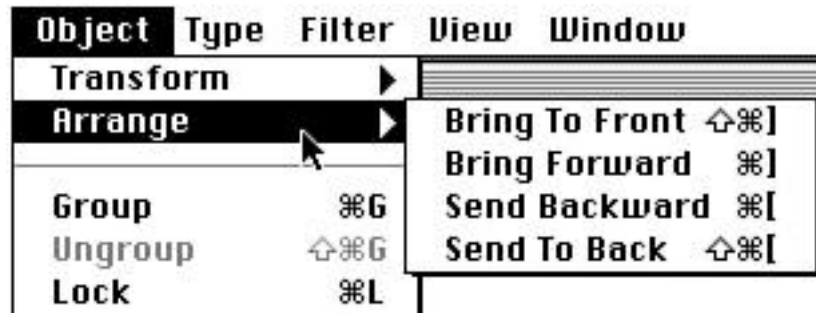 Object Type Filter View Window
Transform
Arrange
Bring To Front ⇧⌘]
Bring Forward ⌘]
Group ⌘G
Send Backward ⌘[
Ungroup ⇧⌘G
Send To Back ⇧⌘[
Lock ⌘L